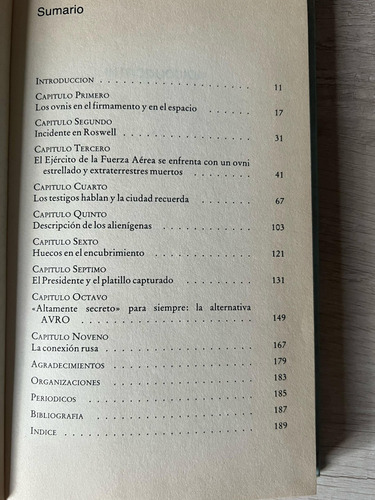 Sumario
INTRODUCCION . . . . . . . . . . . . . . . . . . . . 11
CAPITULO PRIMERO
Los ovnis en el firmamento y en el espacio . . . . . . . 17
CAPITULO SEGUNDO
Incidente en Roswell . . . . . . . . . . . . . . . . . . 31
CAPITULO TERCERO
El Ejército de la Fuerza Aérea se enfrenta con un ovni
estrellado y extraterrestres muertos . . . . . . . . . 41
CAPITULO CUARTO
Los testigos hablan y la ciudad recuerda . . . . . . . . 67
CAPITULO QUINTO
Descripción de los alienígenas . . . . . . . . . . . . . 103
CAPITULO SEXTO
Huecos en el encubrimiento . . . . . . . . . . . . . . 121
CAPITULO SEPTIMO
El Presidente y el platillo capturado . . . . . . . . . . 131
CAPITULO OCTAVO
«Altamente secreto» para siempre: la alternativa
AVRO . . . . . . . . . . . . . . . . . . . . . . . 149
CAPITULO NOVENO
La conexión rusa . . . . . . . . . . . . . . . . . . . 167
AGRADECIMIENTOS . . . . . . . . . . . . . . . . . . 179
ORGANIZACIONES . . . . . . . . . . . . . . . . . . . 183
PERIODICOS . . . . . . . . . . . . . . . . . . . . . 185
BIBLIOGRAFIA . . . . . . . . . . . . . . . . . . . . 187
INDICE . . . . . . . . . . . . . . . . . . . . . . . 189